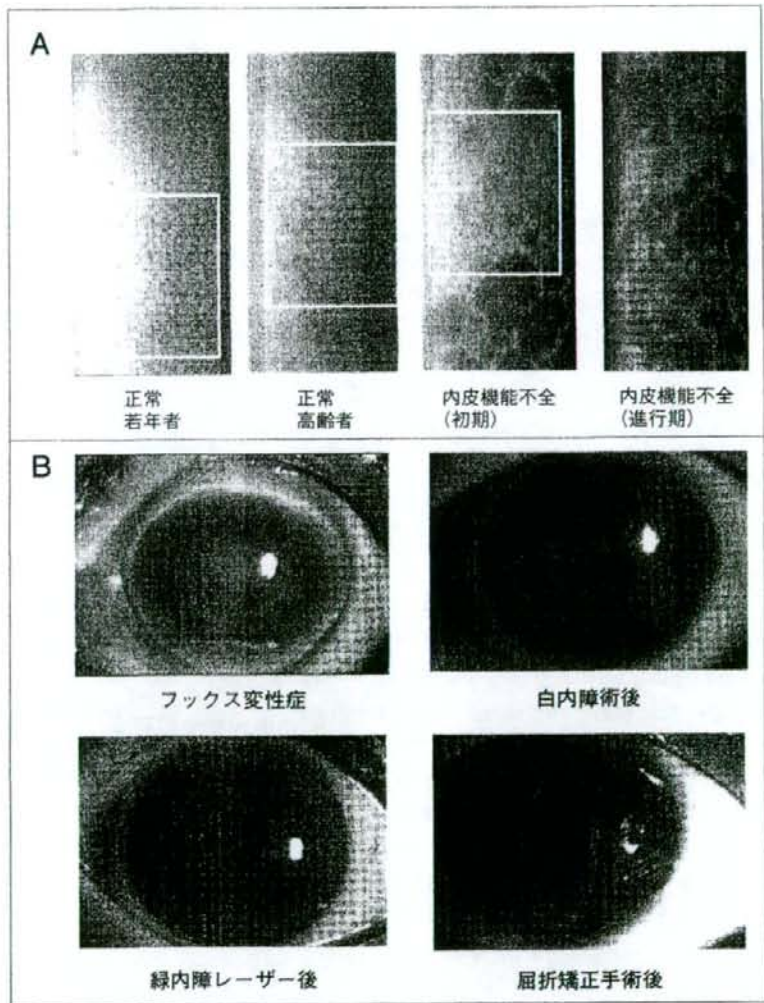 A
正常
若年者
正常
高齢者
内皮機能不全
(初期)
内皮機能不全
(進行期)
B
フックス変性症
白内障術後
緑内障レーザー後
屈折矯正手術後